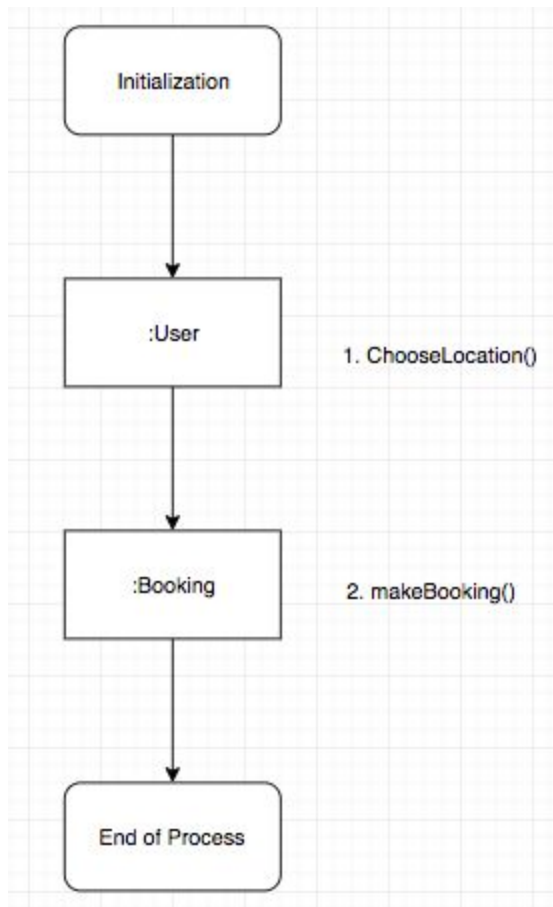 Initialization
:User
1. ChooseLocation()
:Booking
2. makeBooking()
End of Process